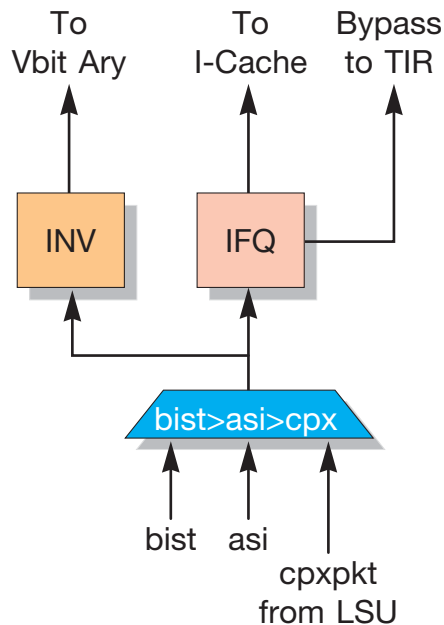 To
Vbit Ary
To
I-Cache
Bypass
to TIR
INV
IFQ
bist>asi>cpx
bist
asi
cpxpkt
from LSU